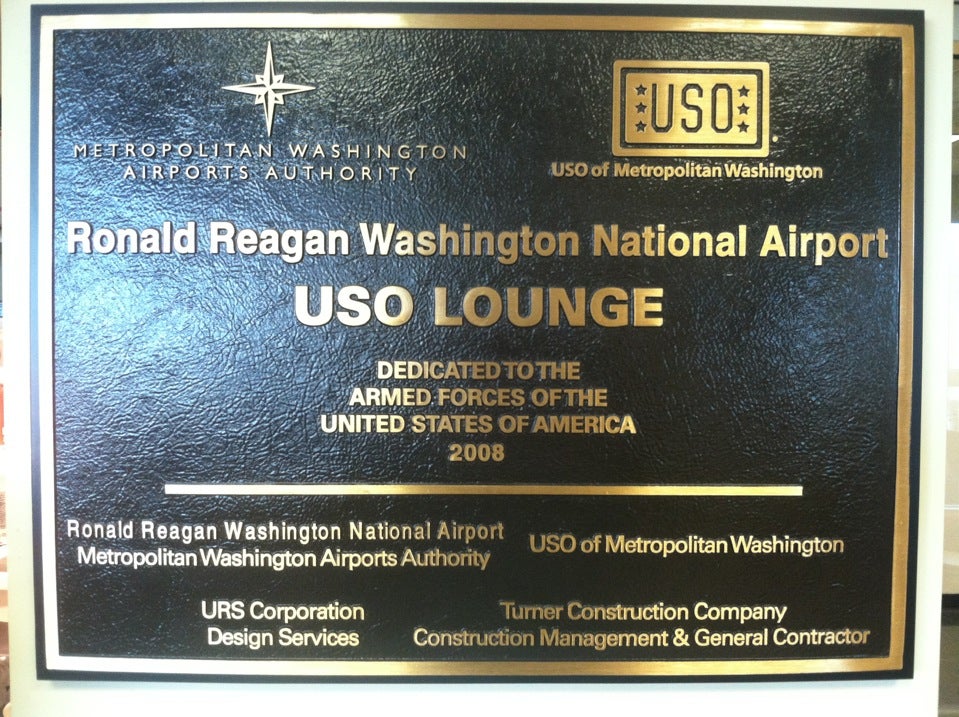 METROPOLITAN WASHINGTON
AIRPORTS AUTHORITY
USO
USO of Metropolitan Washington
Ronald Reagan Washington National Airport
USO LOUNGE
DEDICATED TO THE
ARMED FORCES OF THE
UNITED STATES OF AMERICA
2008
Ronald Reagan Washington National Airport
Metropolitan Washington Airports Authority
USO of Metropolitan Washington
URS Corporation
Design Services
Turner Construction Company
Construction Management & General Contractor